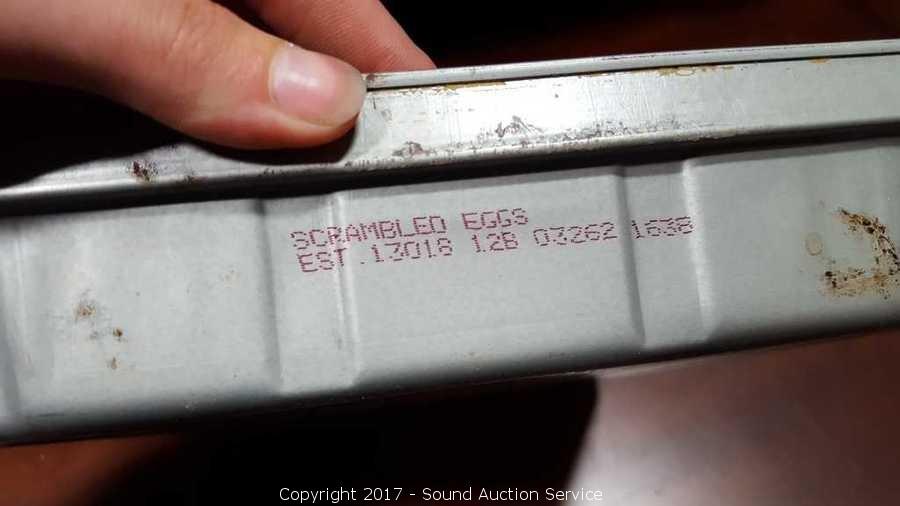 SCRAMBLED EGGS
EST.13018 12B 03262 1638
Copyright 2017 - Sound Auction Service